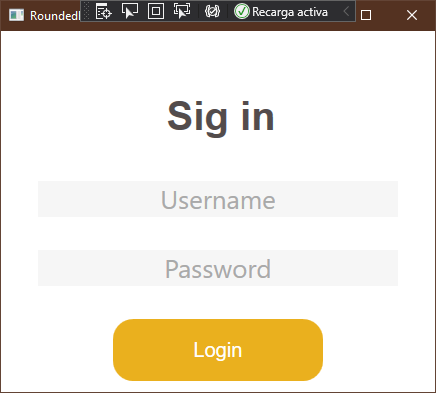 Recarga activa
Sig in
Username
Password
Login